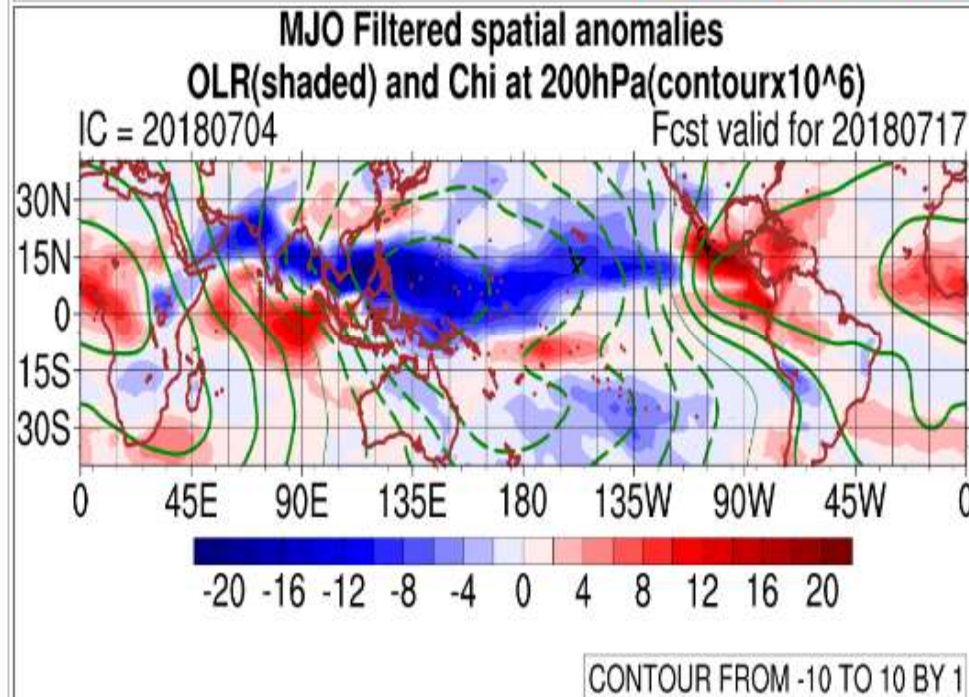 MJO Filtered spatial anomalies
OLR(shaded) and Chi at 200hPa(contourx10^6)
IC = 20180704 Fcst valid for 20180717
30N
15N
0
15S
30S
0 45E 90E 135E 180 135W 90W 45W 0
-20 -16 -12 -8 -4 0 4 8 12 16 20
CONTOUR FROM -10 TO 10 BY 1